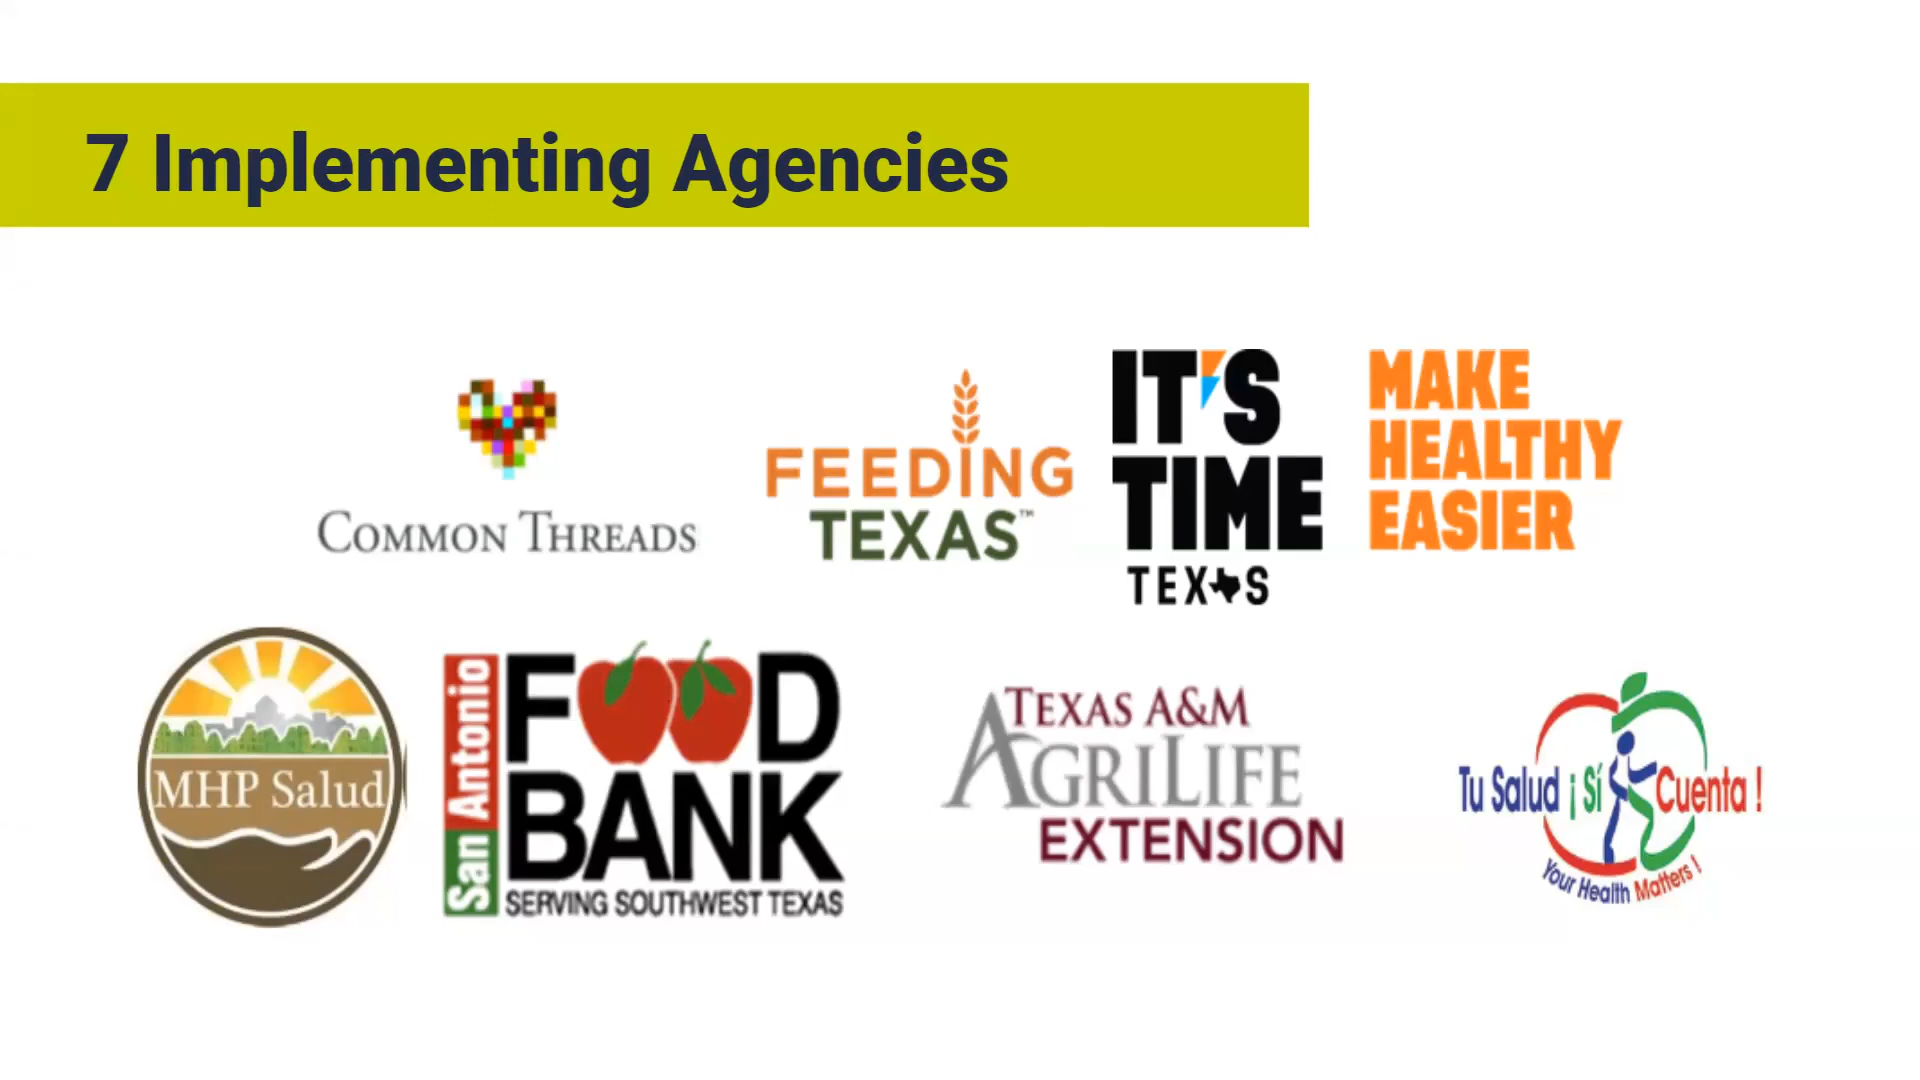 7 Implementing Agencies
COMMON THREADS
FEEDING
TEXAS™
IT'S
TIME
TEXAS
MAKE
HEALTHY
EASIER
MHP Salud
San Antonio
FOOD
BANK
SERVING SOUTHWEST TEXAS
TEXAS A&M
AGRILIFE
EXTENSION
Tu Salud ¡Sí Cuenta!
Your Health Matters!